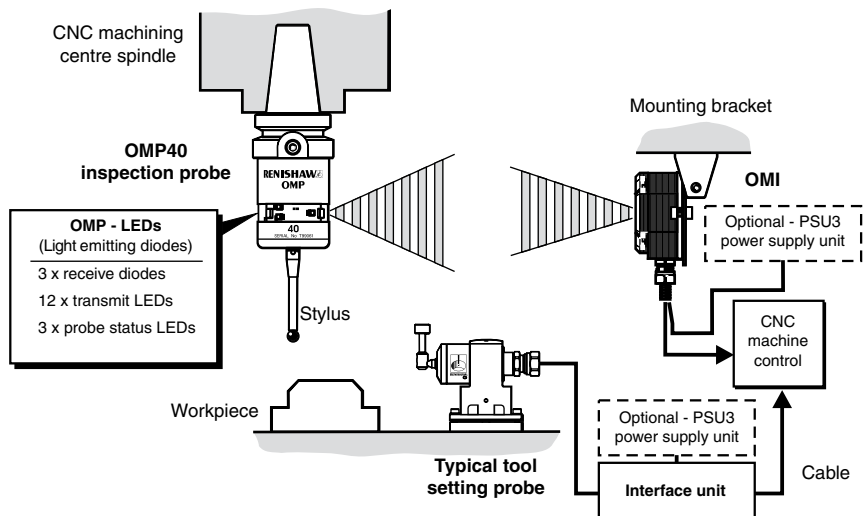 CNC machining
centre spindle
OMP40
inspection probe
RENISHAW
OMP
40
OMP - LEDs
(Light emitting diodes)
3 x receive diodes
12 x transmit LEDs
3 x probe status LEDs
Stylus
Mounting bracket
OMI
Optional - PSU3
power supply unit
CNC
machine
control
Workpiece
Typical tool
setting probe
Optional - PSU3
power supply unit
Interface unit
Cable